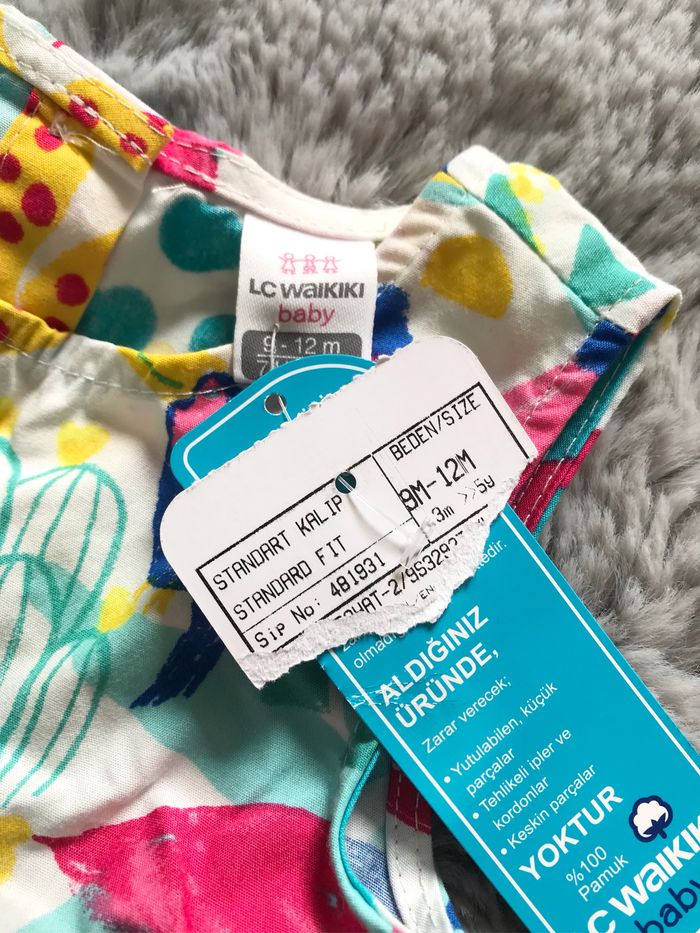 LC WAIKIKI
baby
9 - 12 m
STANDART KALIP
STANDARD FIT
BEDEN/SIZE
9M-12M
Sip No: 481931
ALDIĞINIZ
ÜRÜNDE,
Zarar verecek;
• Yutulabilen, küçük
parçalar
• Tehlikeli ipler ve
kordonlar
• Keskin parçalar
YOKTUR
%100
Pamuk
LC WAIKIKI
baby